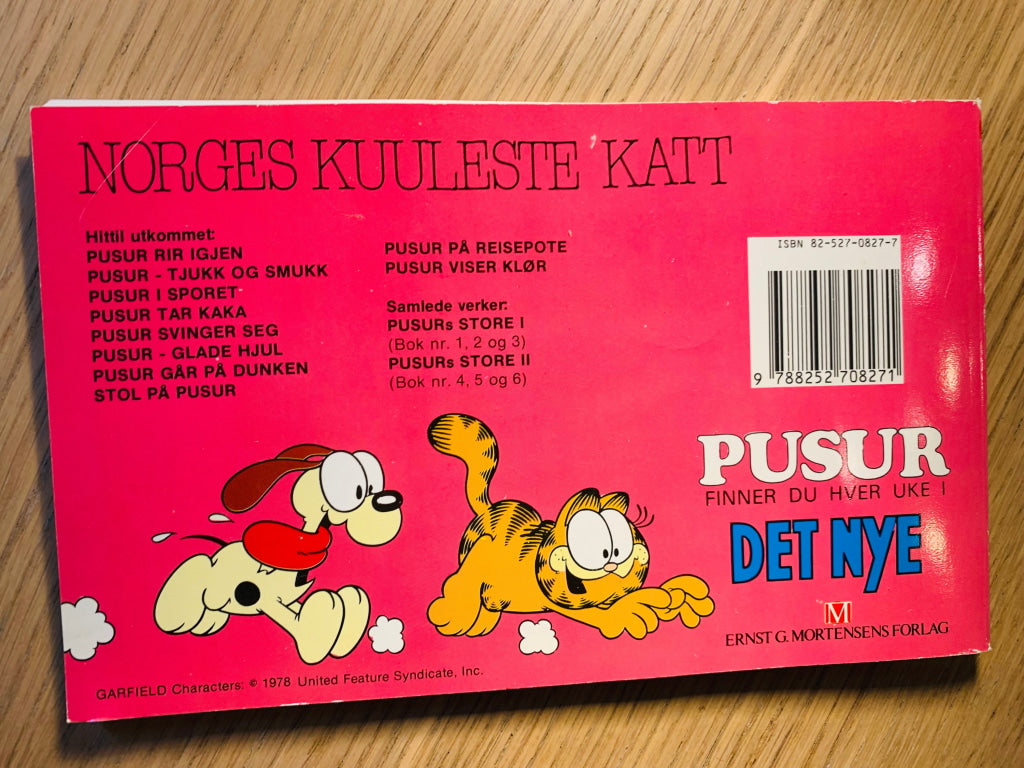 NORGES KUULESTE KATT
Hittil utkommet:
PUSUR RIR IGJEN
PUSUR - TJUKK OG SMUKK
PUSUR I SPORET
PUSUR TAR KAKA
PUSUR SVINGER SEG
PUSUR - GLADE HJUL
PUSUR GÅR PÅ DUNKEN
STOL PÅ PUSUR
PUSUR PÅ REISEPOTE
PUSUR VISER KLØR
Samlede verker:
PUSURs STORE I
(Bok nr. 1, 2 og 3)
PUSURs STORE II
(Bok nr. 4, 5 og 6)
ISBN 82-527-0827-7
9 788252 708271
PUSUR
FINNER DU HVER UKE I
DET NYE
M
ERNST G. MORTENSENS FORLAG
GARFIELD Characters: © 1978 United Feature Syndicate, Inc.